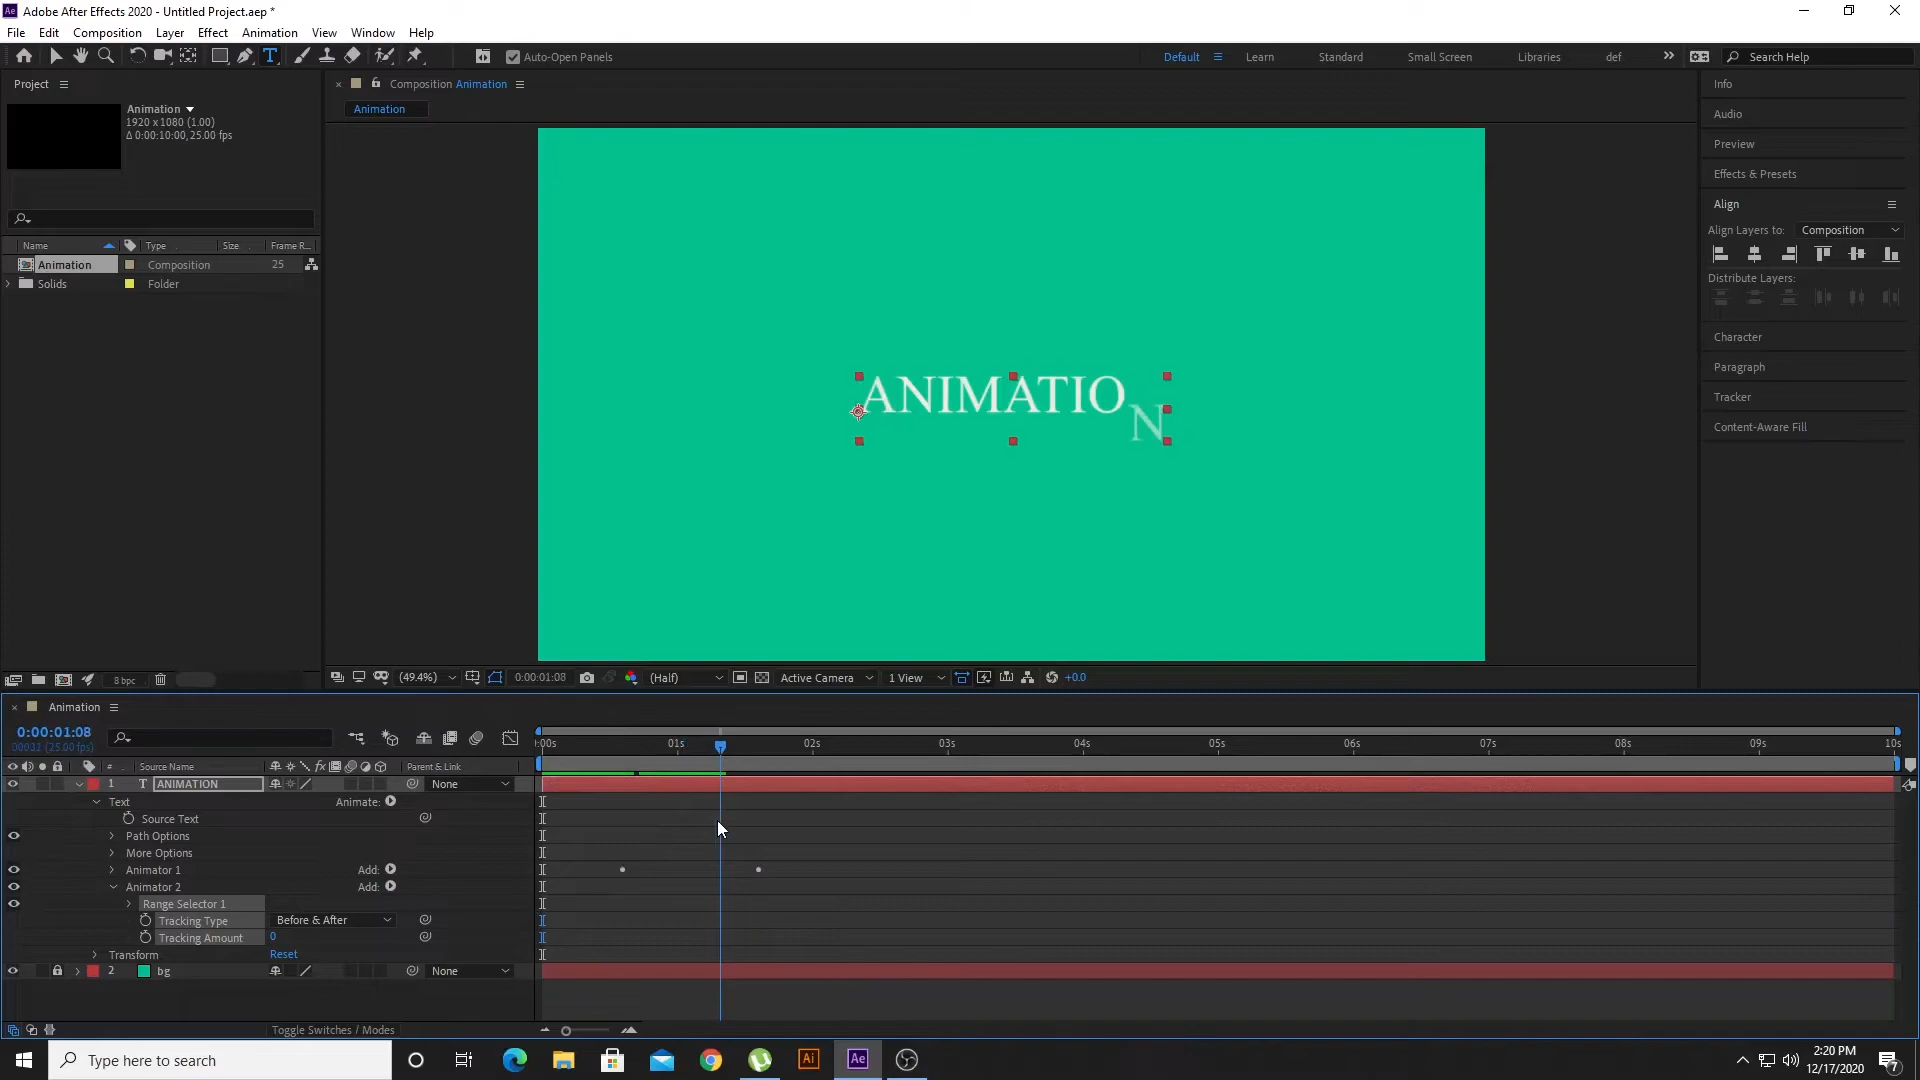 Adobe After Effects 2020 - Untitled Project.aep *
File Edit Composition Layer Effect Animation View Window Help
Auto-Open Panels
Default Learn Standard Small Screen Libraries def
Search Help
Project
Animation
1920 x 1080 (1.00)
Δ 0:00:10:00, 25.00 fps
Name Type Size Frame R...
Animation Composition 25
Solids Folder
8 bpc
Composition Animation
Animation
ANIMATION
(49.4%) 0:00:01:08 (Half) Active Camera 1 View +0.0
Info
Audio
Preview
Effects & Presets
Align
Align Layers to: Composition
Distribute Layers:
Character
Paragraph
Tracker
Content-Aware Fill
Animation
0:00:01:08
00033 (25.00 fps)
:00s 01s 02s 03s 04s 05s 06s 07s 08s 09s 10s
# Source Name fx Parent & Link
1 T ANIMATION None
Text Animate:
Source Text
Path Options
More Options
Animator 1 Add:
Animator 2 Add:
Range Selector 1
Tracking Type Before & After
Tracking Amount 0
Transform Reset
2 bg None
Toggle Switches / Modes
Type here to search
Ai
Ae
2:20 PM
12/17/2020
7